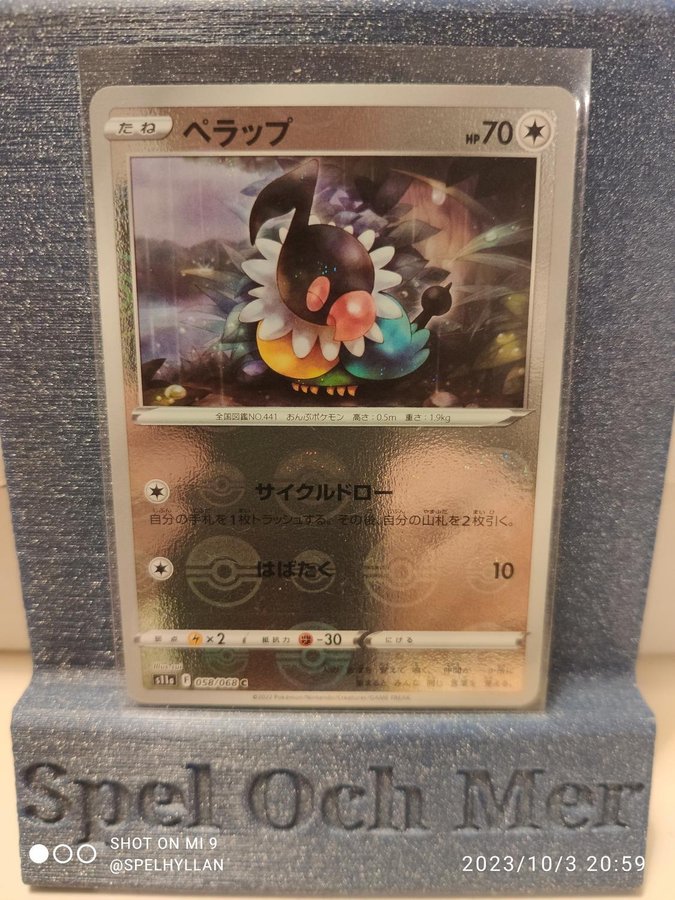 たね ペラップ HP 70
全国図鑑NO.441 おんぷポケモン 高さ:0.5m 重さ:1.9kg
サイクルドロー
自分の手札を1枚トラッシュする。その後、自分の山札を2枚引く。
はばたく 10
弱点 ×2 抵抗力 -30 にげる
Illus.
s11a F 058/068 C
©2022 Pokémon/Nintendo/Creatures/GAME FREAK
Spel Och Mer
SHOT ON MI 9
@SPELHYLLAN
2023/10/3 20:59